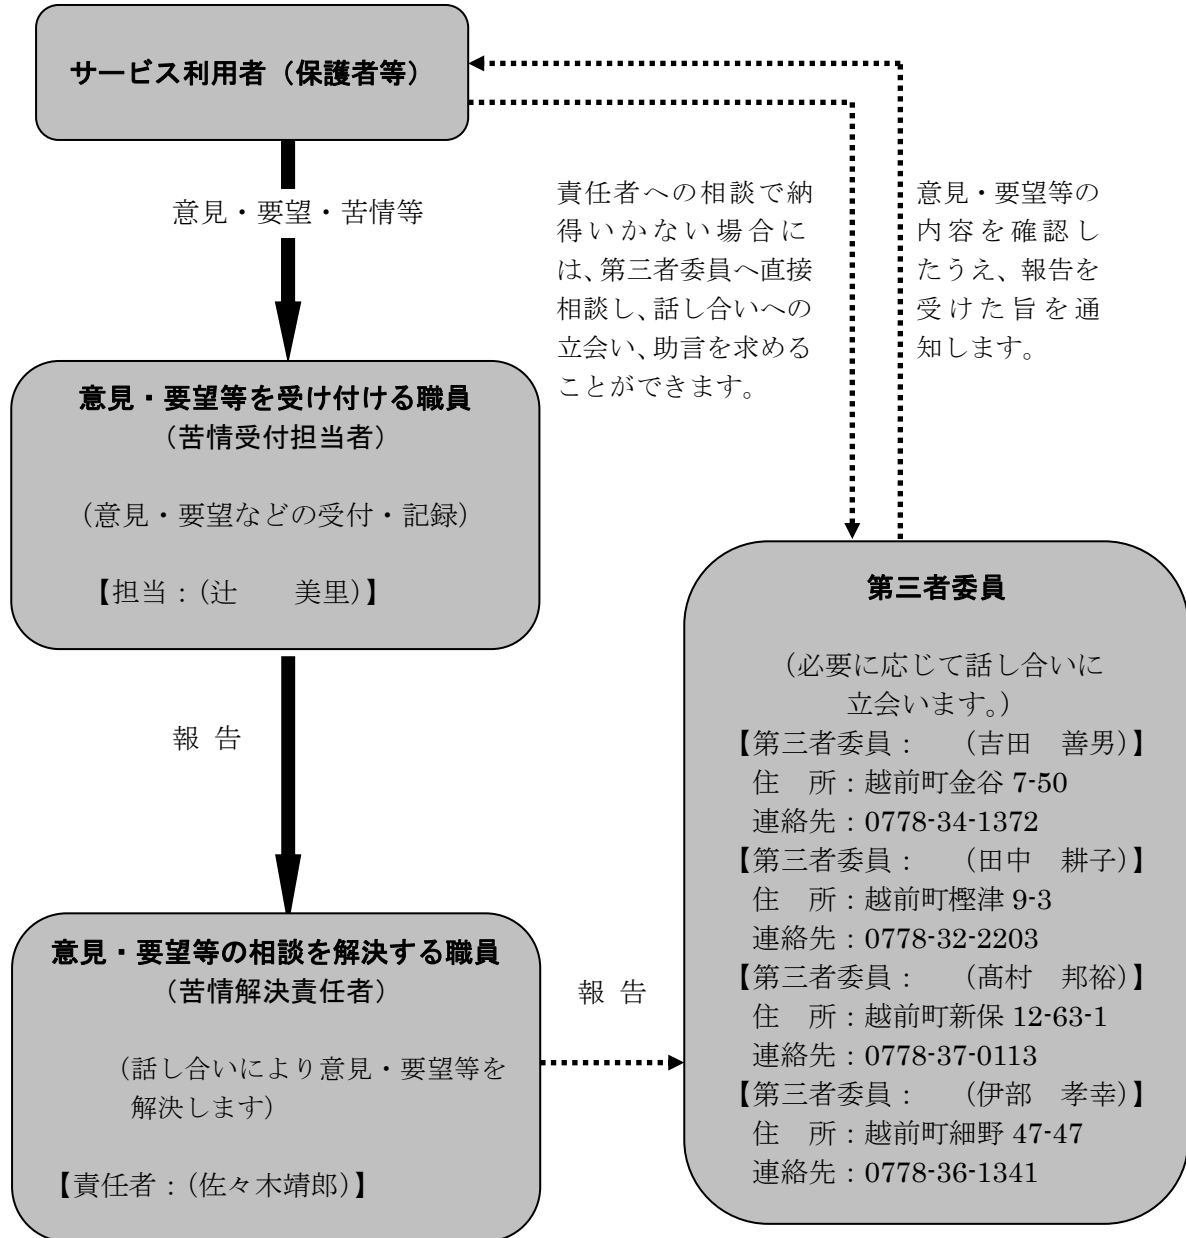 サービス利用者（保護者等）
意見・要望・苦情等
責任者への相談で納
得いかない場合に
は、第三者委員へ直接
相談し、話し合いへの
立会い、助言を求める
ことができます。
意見・要望等の
内容を確認し
たうえ、報告を
受けた旨を通
知します。
意見・要望等を受け付ける職員
（苦情受付担当者）
（意見・要望などの受付・記録）
【担当：（辻　　美里）】
報 告
意見・要望等の相談を解決する職員
（苦情解決責任者）
（話し合いにより意見・要望等を
解決します）
【責任者：（佐々木靖郎）】
報 告
第三者委員
（必要に応じて話し合いに
立会います。）
【第三者委員：　（吉田　善男）】
住　所：越前町金谷 7-50
連絡先：0778-34-1372
【第三者委員：　（田中　耕子）】
住　所：越前町樫津 9-3
連絡先：0778-32-2203
【第三者委員：　（髙村　邦裕）】
住　所：越前町新保 12-63-1
連絡先：0778-37-0113
【第三者委員：　（伊部　孝幸）】
住　所：越前町細野 47-47
連絡先：0778-36-1341